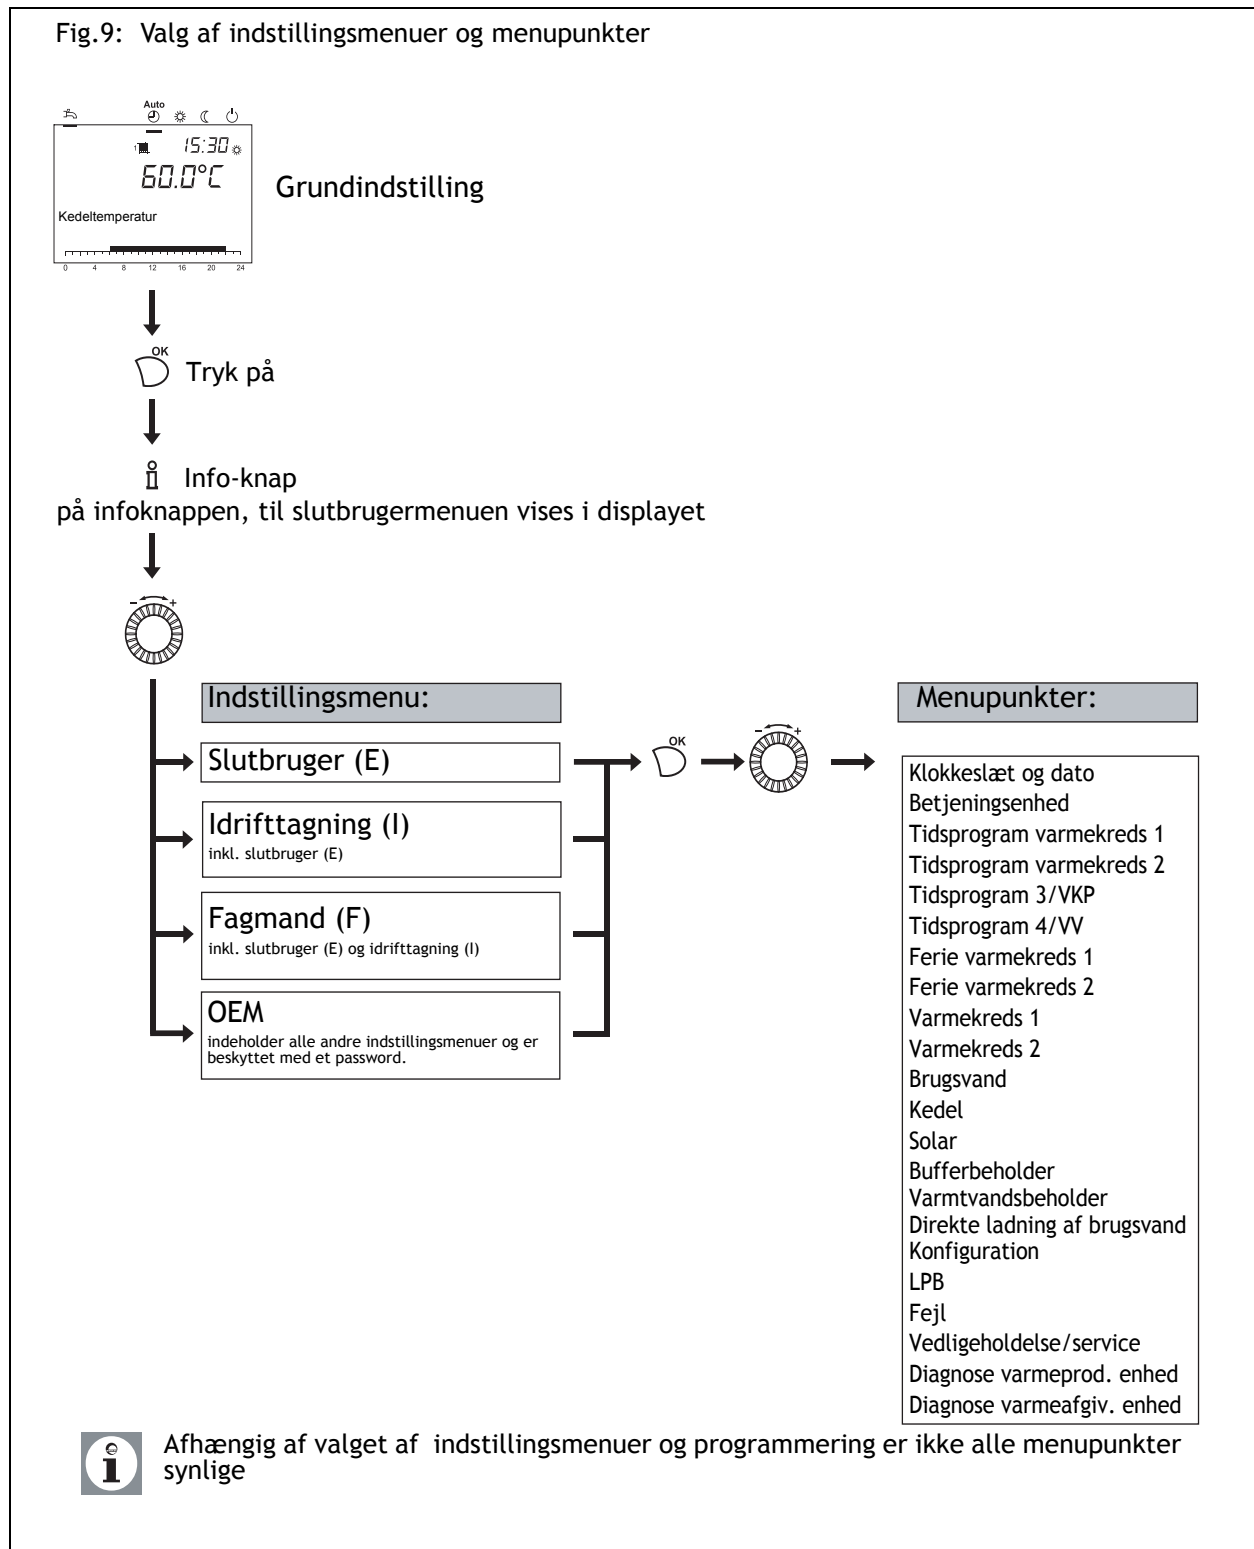 Fig.9: Valg af indstillingsmenuer og menupunkter
Auto
1
15:30
60.0°C
Kedeltemperatur
0 4 8 12 16 20 24
Grundindstilling
OK
Tryk på
Info-knap
på infoknappen, til slutbrugermenuen vises i displayet
- +
Indstillingsmenu:
Slutbruger (E)
Idrifttagning (I)
inkl. slutbruger (E)
Fagmand (F)
inkl. slutbruger (E) og idrifttagning (I)
OEM
indeholder alle andre indstillingsmenuer og er
beskyttet med et password.
OK
- +
Menupunkter:
Klokkeslæt og dato
Betjeningsenhed
Tidsprogram varmekreds 1
Tidsprogram varmekreds 2
Tidsprogram 3/VKP
Tidsprogram 4/VV
Ferie varmekreds 1
Ferie varmekreds 2
Varmekreds 1
Varmekreds 2
Brugsvand
Kedel
Solar
Bufferbeholder
Varmtvandsbeholder
Direkte ladning af brugsvand
Konfiguration
LPB
Fejl
Vedligeholdelse/service
Diagnose varmeprod. enhed
Diagnose varmeafgiv. enhed
Afhængig af valget af indstillingsmenuer og programmering er ikke alle menupunkter
synlige